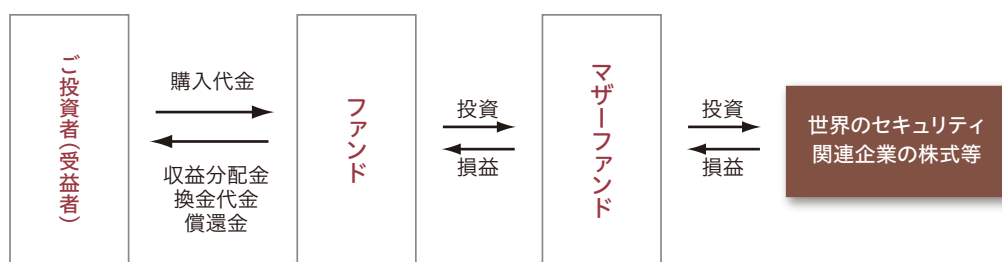 ご投資者(受益者)
購入代金
収益分配金
換金代金
償還金
ファンド
投資
損益
マザーファンド
投資
損益
世界のセキュリティ
関連企業の株式等